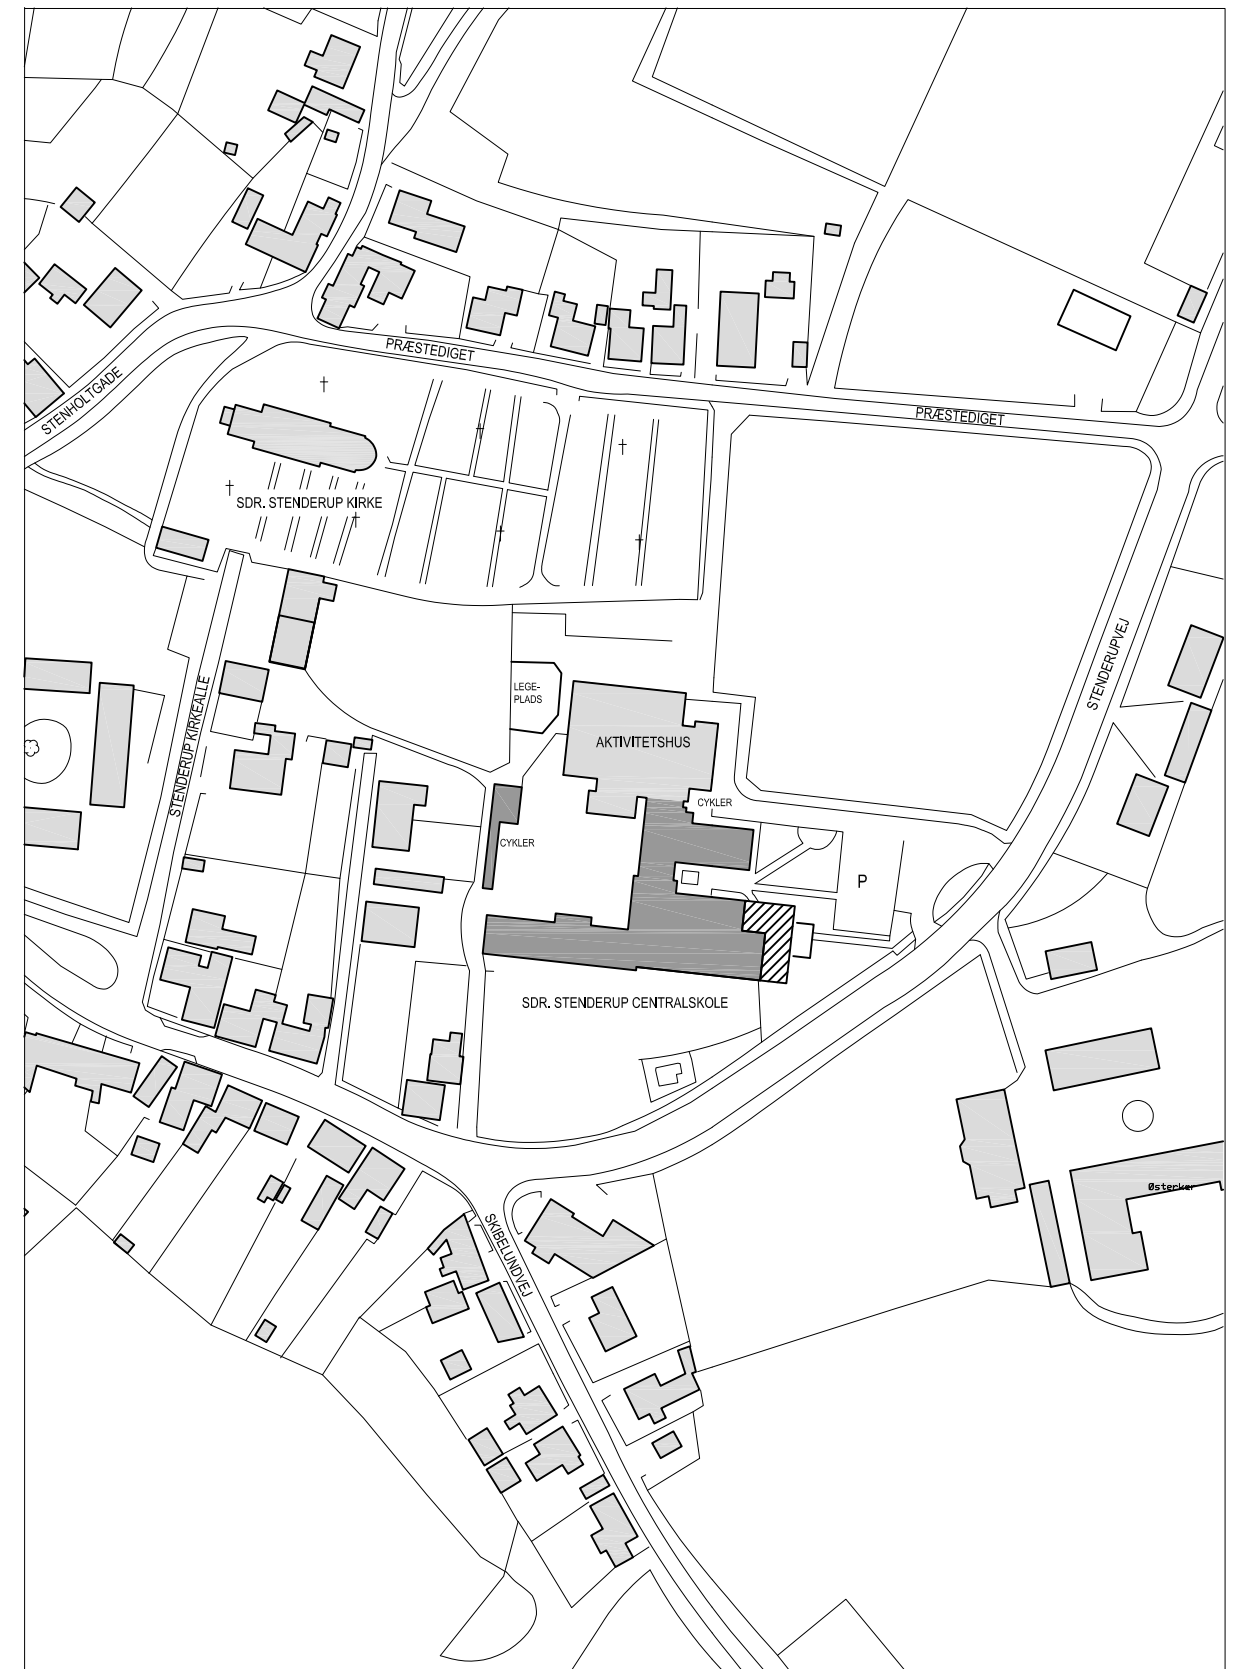 PRÆSTEDIGET
STENHOLTGADE
PRÆSTEDIGET
SDR. STENDERUP KIRKE
STENDERUPVEJ
LEGE-
PLADS
STENDERUP KIRKEALLE
AKTIVITETSHUS
CYKLER
CYKLER
P
SDR. STENDERUP CENTRALSKOLE
Østerker
SKIBELUNDVEJ